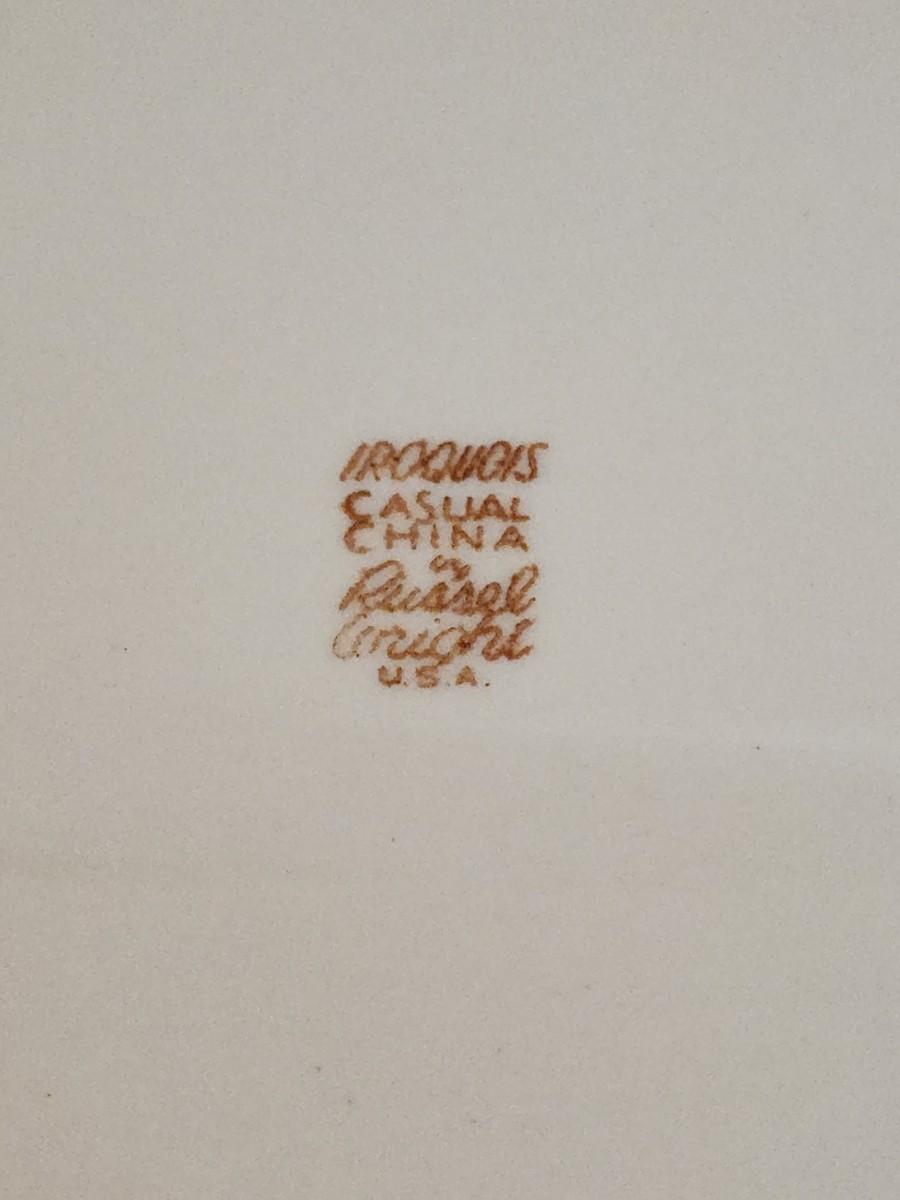 IROQUOIS
CASUAL
CHINA
by
Russel
Wright
U.S.A.